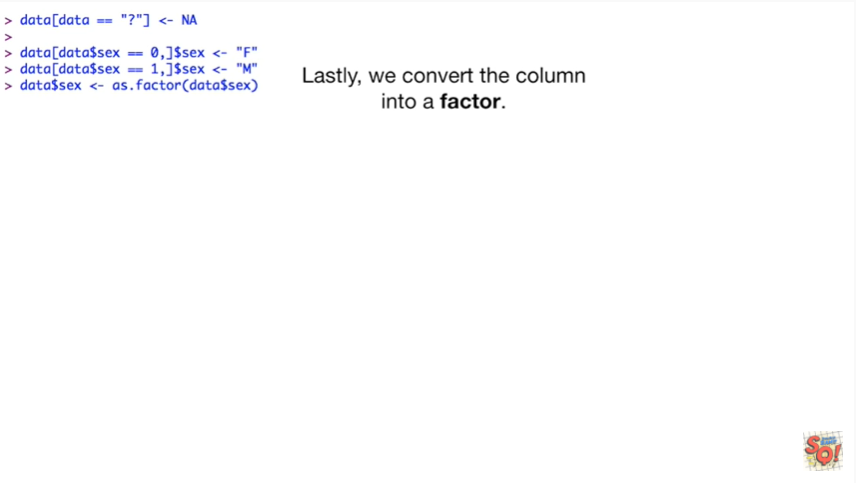 > data[data == "?"] <- NA
>
> data[data$sex == 0,]$sex <- "F"
> data[data$sex == 1,]$sex <- "M"
> data$sex <- as.factor(data$sex)
Lastly, we convert the column
into a factor.
SO!